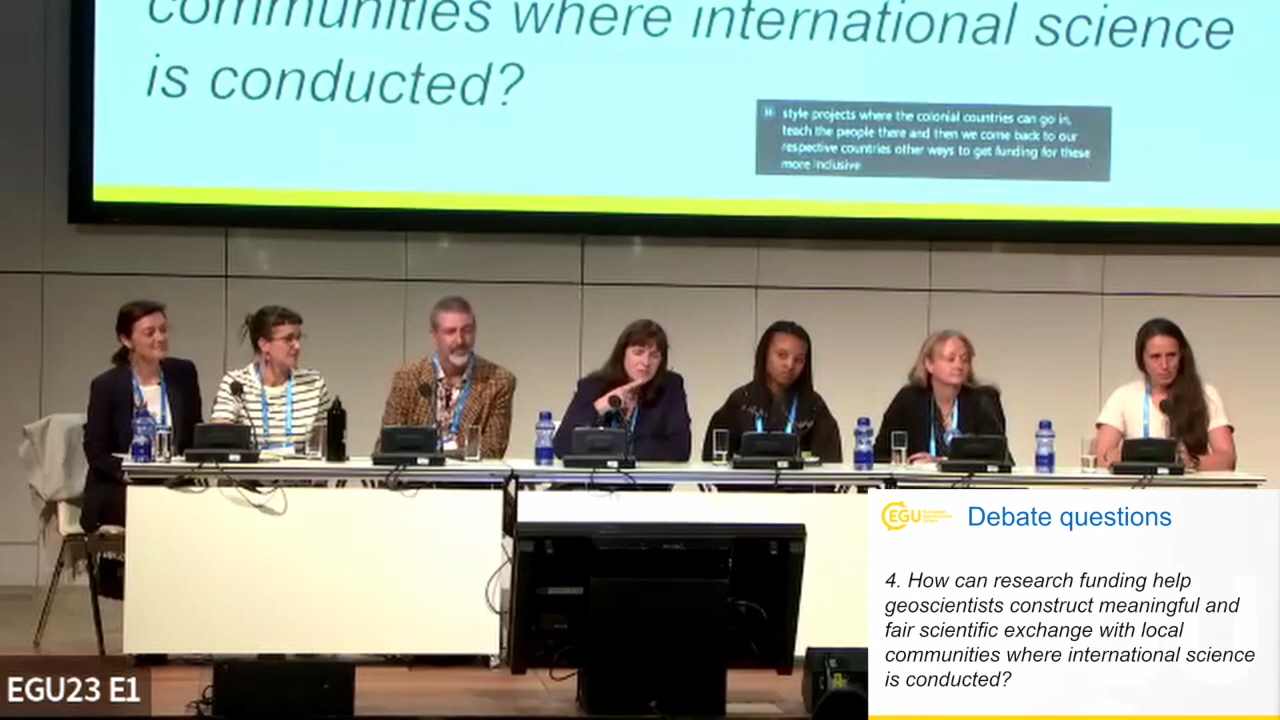 communities where international science
is conducted?
style projects where the colonial countries can go in,
teach the people there and then we come back to our
respective countries other ways to get funding for these
more inclusive
EGU
Debate questions
4. How can research funding help
geoscientists construct meaningful and
fair scientific exchange with local
communities where international science
is conducted?
EGU23 E1